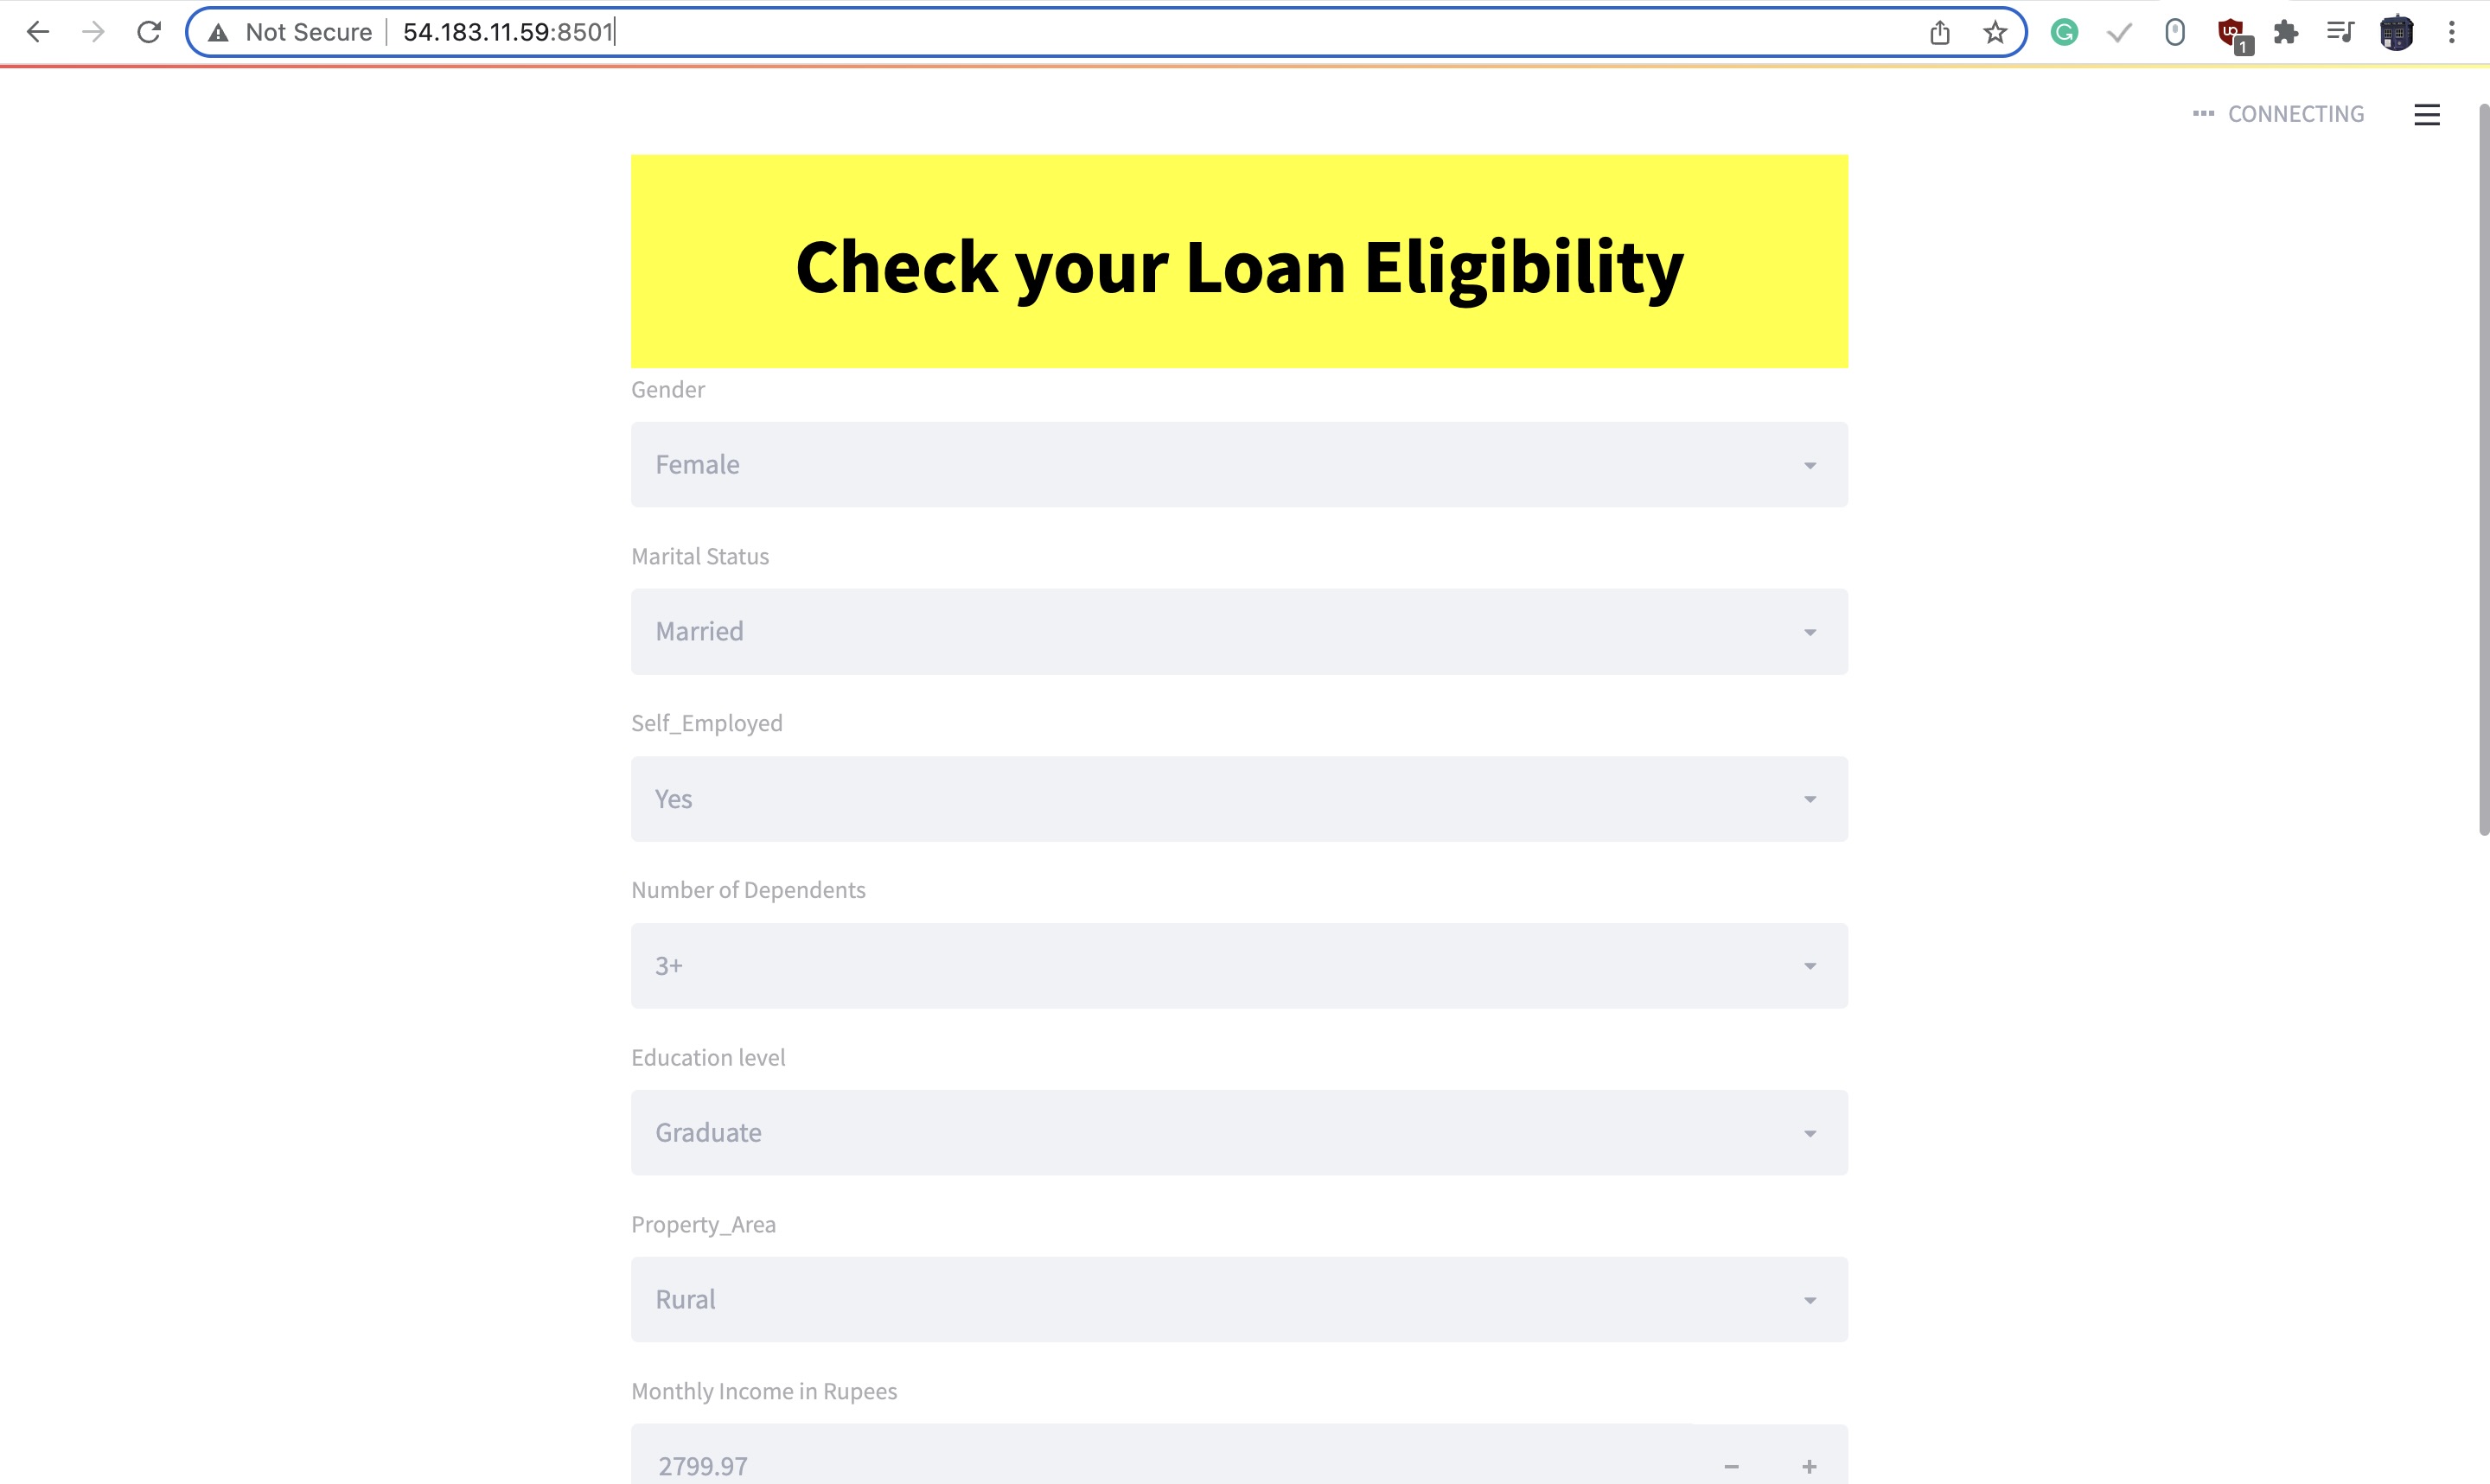 Not Secure 54.183.11.59:8501
1
CONNECTING
Check your Loan Eligibility
Gender
Female
Marital Status
Married
Self_Employed
Yes
Number of Dependents
3+
Education level
Graduate
Property_Area
Rural
Monthly Income in Rupees
2799.97 − +